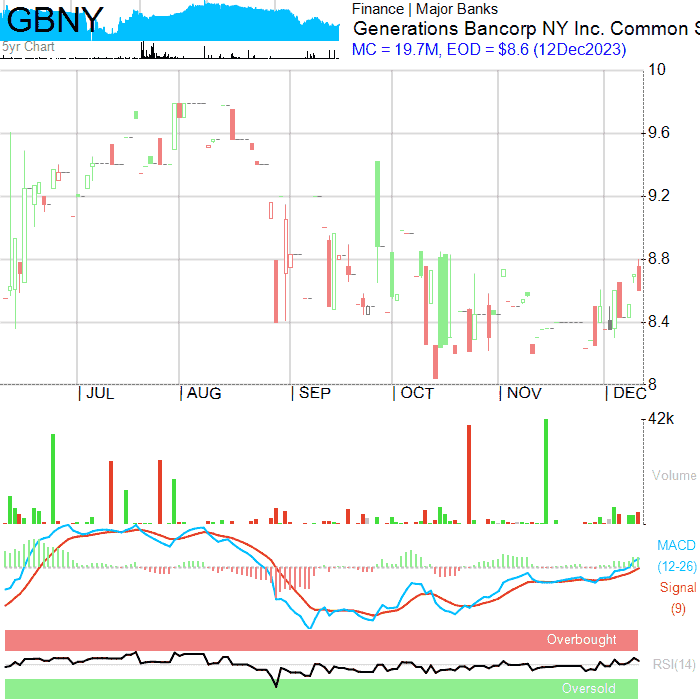 GBNY
5yr Chart
Finance | Major Banks
Generations Bancorp NY Inc. Common S
MC = 19.7M, EOD = $8.6 (12Dec2023)
10
9.6
9.2
8.8
8.4
8
| JUL | AUG | SEP | OCT | NOV | DEC
42k
Volume
MACD
(12-26)
Signal
(9)
Overbought
RSI(14)
Oversold